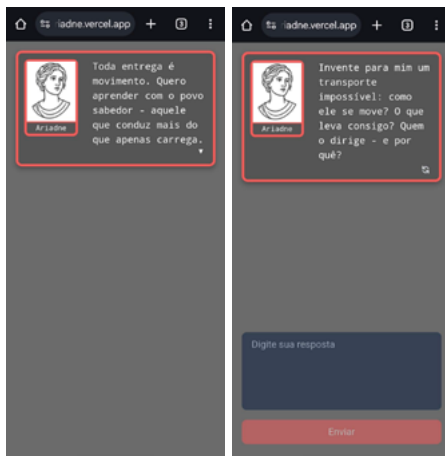 iadne.vercel.app
3
Toda entrega é
movimento. Quero
aprender com o povo
sabedor - aquele
que conduz mais do
que apenas carrega.
Ariadne
iadne.vercel.app
3
Invente para mim um
transporte
impossível: como
ele se move? O que
leva consigo? Quem
o dirige - e por
quê?
Ariadne
Digite sua resposta
Enviar